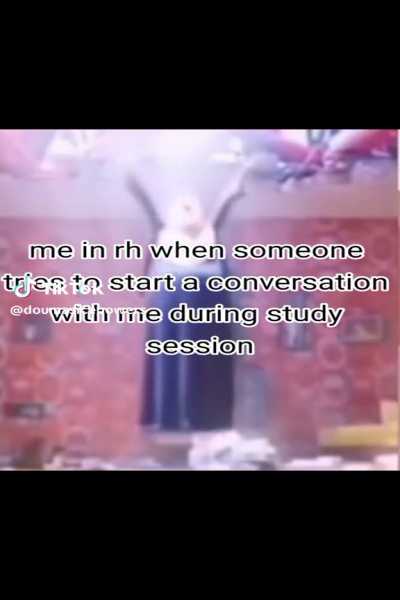 me in rh when someone
tries to start a conversation
TikTok
with me during study
session